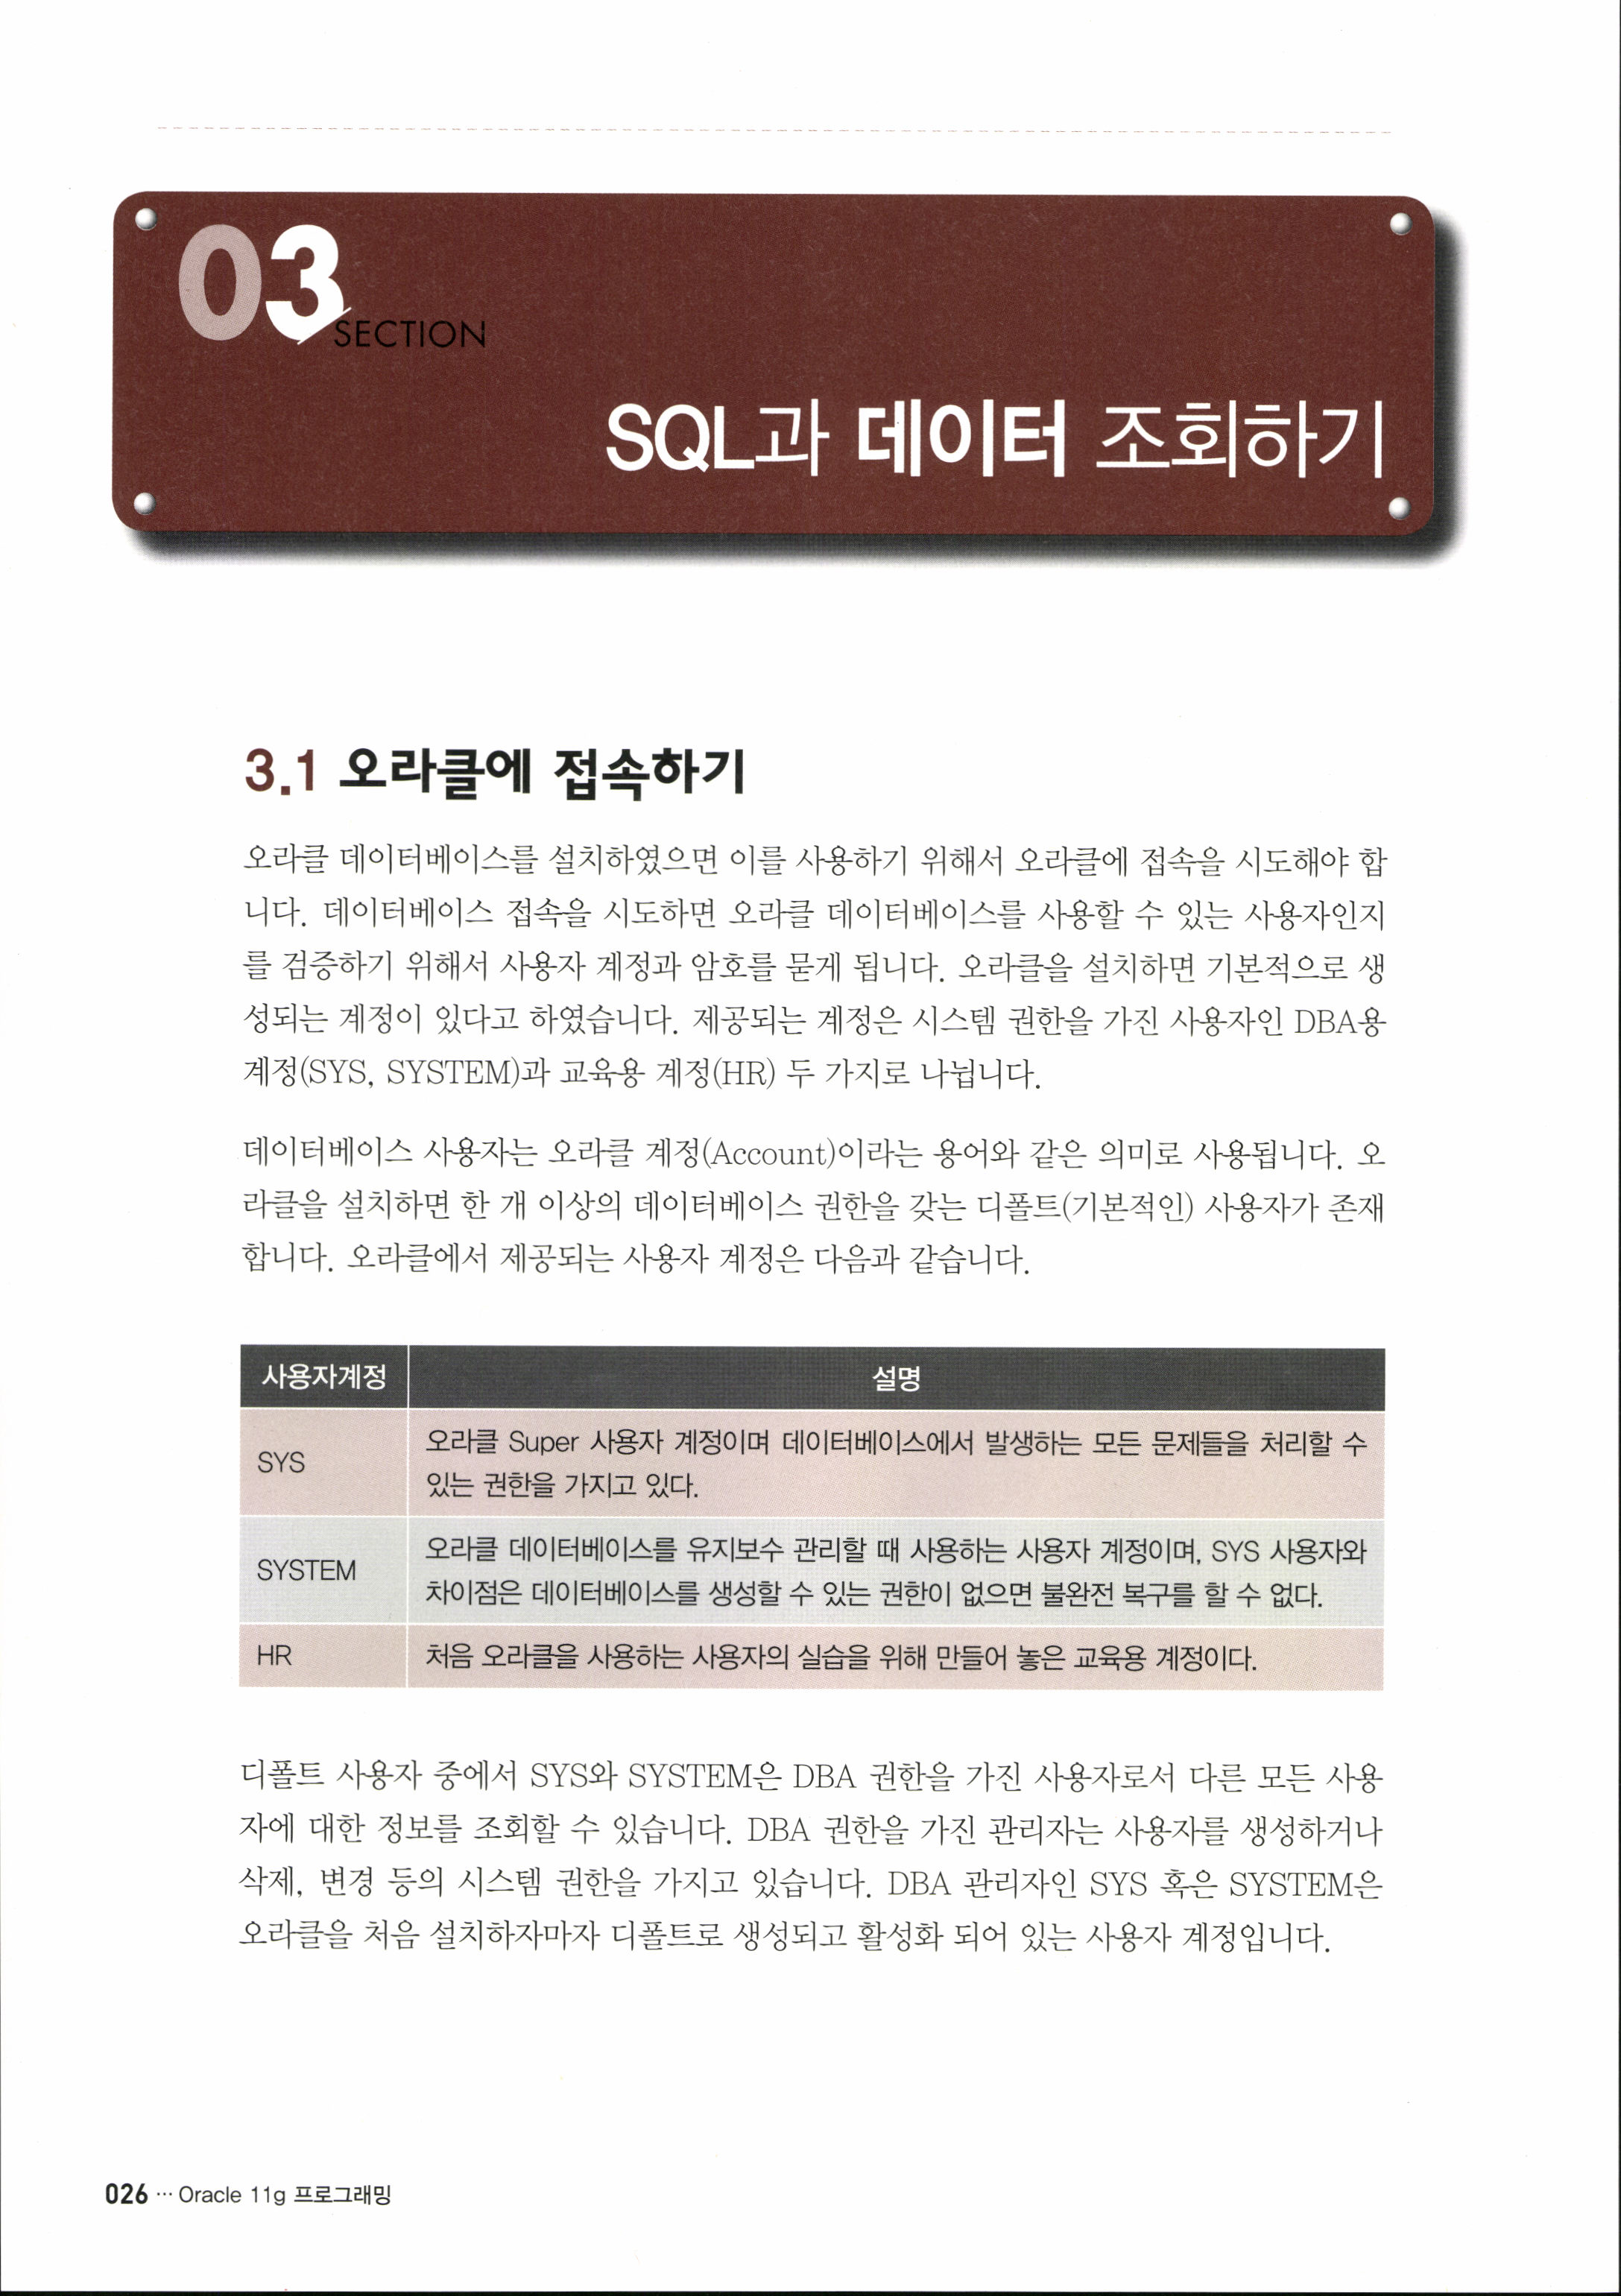 03
SECTION
SQL과 데이터 조회하기
3.1 오라클에 접속하기
오라클 데이터베이스를 설치하였으면 이를 사용하기 위해서 오라클에 접속을 시도해야 합
니다. 데이터베이스 접속을 시도하면 오라클 데이터베이스를 사용할 수 있는 사용자인지
를 검증하기 위해서 사용자 계정과 암호를 묻게 됩니다. 오라클을 설치하면 기본적으로 생
성되는 계정이 있다고 하였습니다. 제공되는 계정은 시스템 권한을 가진 사용자인 DBA용
계정(SYS, SYSTEM)과 교육용 계정(HR) 두 가지로 나뉩니다.
데이터베이스 사용자는 오라클 계정(Account)이라는 용어와 같은 의미로 사용됩니다. 오
라클을 설치하면 한 개 이상의 데이터베이스 권한을 갖는 디폴트(기본적인) 사용자가 존재
합니다. 오라클에서 제공되는 사용자 계정은 다음과 같습니다.
사용자계정 설명
SYS 오라클 Super 사용자 계정이며 데이터베이스에서 발생하는 모든 문제들을 처리할 수
있는 권한을 가지고 있다.
SYSTEM 오라클 데이터베이스를 유지보수 관리할 때 사용하는 사용자 계정이며, SYS 사용자와
차이점은 데이터베이스를 생성할 수 있는 권한이 없으면 불완전 복구를 할 수 없다.
HR 처음 오라클을 사용하는 사용자의 실습을 위해 만들어 놓은 교육용 계정이다.
디폴트 사용자 중에서 SYS와 SYSTEM은 DBA 권한을 가진 사용자로서 다른 모든 사용
자에 대한 정보를 조회할 수 있습니다. DBA 권한을 가진 관리자는 사용자를 생성하거나
삭제, 변경 등의 시스템 권한을 가지고 있습니다. DBA 관리자인 SYS 혹은 SYSTEM은
오라클을 처음 설치하자마자 디폴트로 생성되고 활성화 되어 있는 사용자 계정입니다.
026 ··· Oracle 11g 프로그래밍